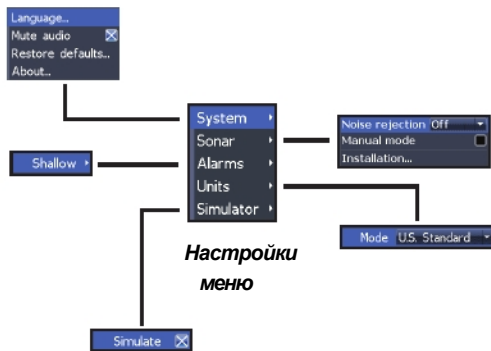 Language...
Mute audio
Restore defaults...
About...
System
Sonar
Alarms
Units
Simulator
Noise rejection Off
Manual mode
Installation...
Shallow
Mode U.S. Standard
Настройки
меню
Simulate